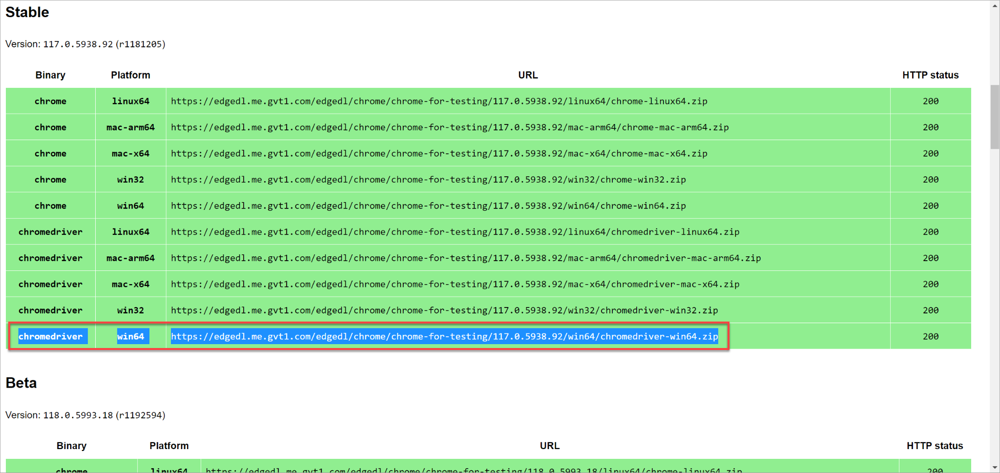 Stable
Version: 117.0.5938.92 (r1181205)
Binary Platform URL HTTP status
chrome linux64 https://edgedl.me.gvt1.com/edgedl/chrome/chrome-for-testing/117.0.5938.92/linux64/chrome-linux64.zip 200
chrome mac-arm64 https://edgedl.me.gvt1.com/edgedl/chrome/chrome-for-testing/117.0.5938.92/mac-arm64/chrome-mac-arm64.zip 200
chrome mac-x64 https://edgedl.me.gvt1.com/edgedl/chrome/chrome-for-testing/117.0.5938.92/mac-x64/chrome-mac-x64.zip 200
chrome win32 https://edgedl.me.gvt1.com/edgedl/chrome/chrome-for-testing/117.0.5938.92/win32/chrome-win32.zip 200
chrome win64 https://edgedl.me.gvt1.com/edgedl/chrome/chrome-for-testing/117.0.5938.92/win64/chrome-win64.zip 200
chromedriver linux64 https://edgedl.me.gvt1.com/edgedl/chrome/chrome-for-testing/117.0.5938.92/linux64/chromedriver-linux64.zip 200
chromedriver mac-arm64 https://edgedl.me.gvt1.com/edgedl/chrome/chrome-for-testing/117.0.5938.92/mac-arm64/chromedriver-mac-arm64.zip 200
chromedriver mac-x64 https://edgedl.me.gvt1.com/edgedl/chrome/chrome-for-testing/117.0.5938.92/mac-x64/chromedriver-mac-x64.zip 200
chromedriver win32 https://edgedl.me.gvt1.com/edgedl/chrome/chrome-for-testing/117.0.5938.92/win32/chromedriver-win32.zip 200
chromedriver win64 https://edgedl.me.gvt1.com/edgedl/chrome/chrome-for-testing/117.0.5938.92/win64/chromedriver-win64.zip 200
Beta
Version: 118.0.5993.18 (r1192594)
Binary Platform URL HTTP status
chrome linux64 https://edgedl.me.gvt1.com/edgedl/chrome/chrome-for-testing/118.0.5993.18/linux64/chrome-linux64.zip 200